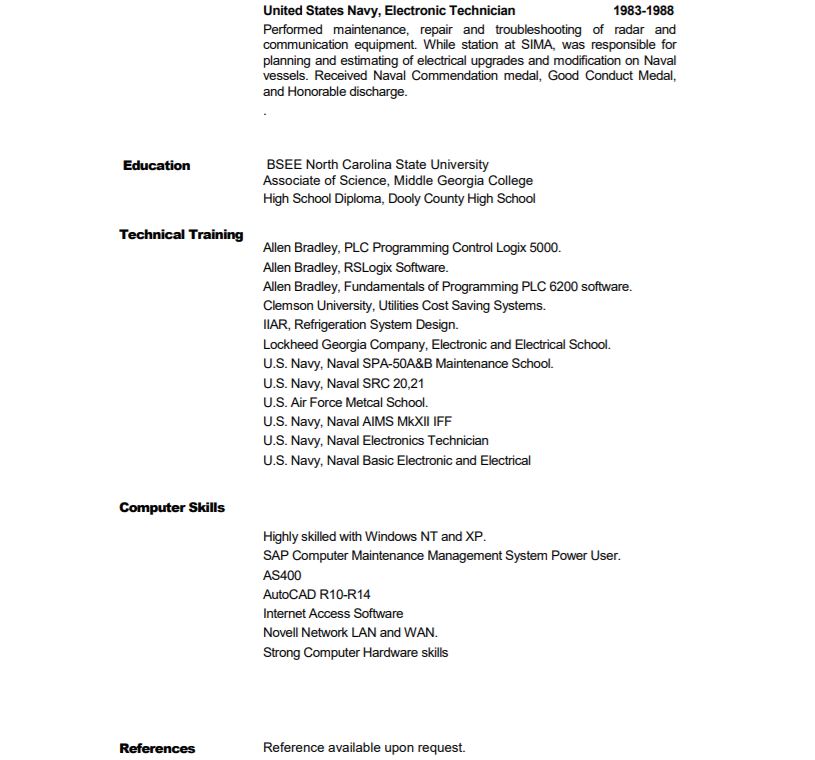 United States Navy, Electronic Technician 1983-1988
Performed maintenance, repair and troubleshooting of radar and
communication equipment. While station at SIMA, was responsible for
planning and estimating of electrical upgrades and modification on Naval
vessels. Received Naval Commendation medal, Good Conduct Medal,
and Honorable discharge.
.
Education BSEE North Carolina State University
Associate of Science, Middle Georgia College
High School Diploma, Dooly County High School
Technical Training
Allen Bradley, PLC Programming Control Logix 5000.
Allen Bradley, RSLogix Software.
Allen Bradley, Fundamentals of Programming PLC 6200 software.
Clemson University, Utilities Cost Saving Systems.
IIAR, Refrigeration System Design.
Lockheed Georgia Company, Electronic and Electrical School.
U.S. Navy, Naval SPA-50A&B Maintenance School.
U.S. Navy, Naval SRC 20,21
U.S. Air Force Metcal School.
U.S. Navy, Naval AIMS MkXII IFF
U.S. Navy, Naval Electronics Technician
U.S. Navy, Naval Basic Electronic and Electrical
Computer Skills
Highly skilled with Windows NT and XP.
SAP Computer Maintenance Management System Power User.
AS400
AutoCAD R10-R14
Internet Access Software
Novell Network LAN and WAN.
Strong Computer Hardware skills
References Reference available upon request.